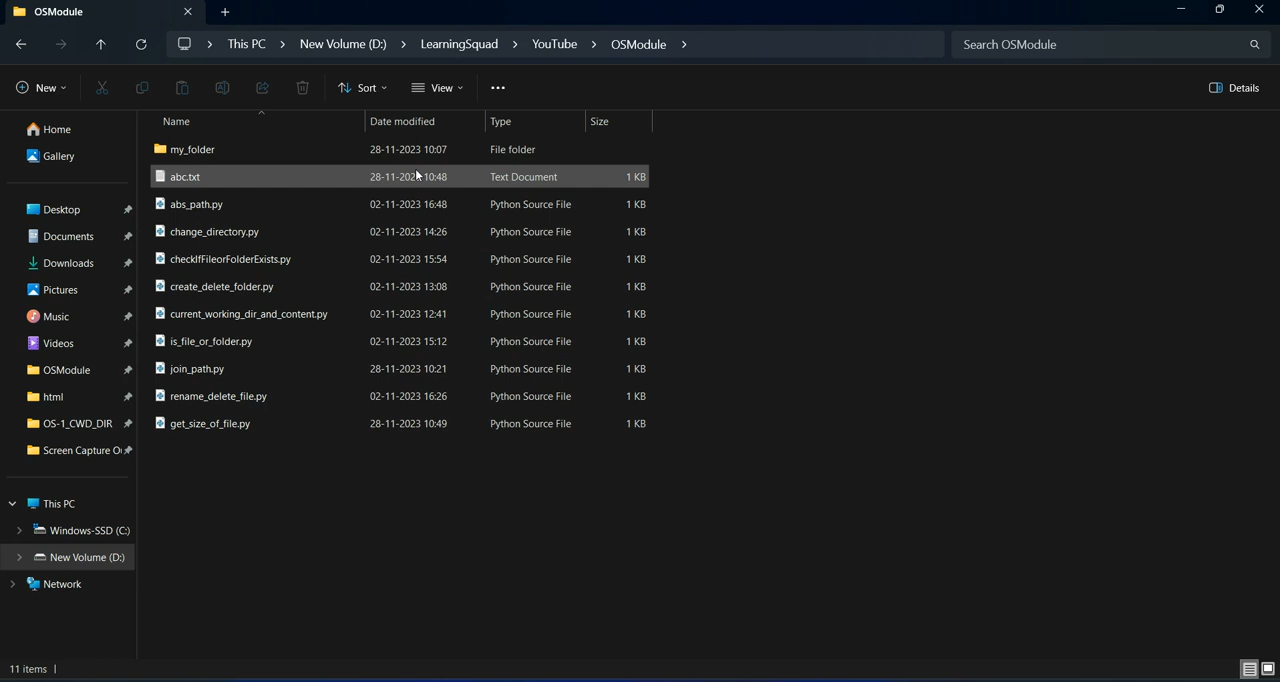 OSModule
This PC New Volume (D:) LearningSquad YouTube OSModule Search OSModule
New Sort View Details
Name Date modified Type Size
Home
Gallery
Desktop
Documents
Downloads
Pictures
Music
Videos
OSModule
html
OS-1_CWD_DIR
Screen Capture
This PC
Windows-SSD (C:)
New Volume (D:)
Network
my_folder 28-11-2023 10:07 File folder
abc.txt 28-11-202 10:48 Text Document 1 KB
abs_path.py 02-11-2023 16:48 Python Source File 1 KB
change_directory.py 02-11-2023 14:26 Python Source File 1 KB
checkIfFileorFolderExists.py 02-11-2023 15:54 Python Source File 1 KB
create_delete_folder.py 02-11-2023 13:08 Python Source File 1 KB
current_working_dir_and_content.py 02-11-2023 12:41 Python Source File 1 KB
is_file_or_folder.py 02-11-2023 15:12 Python Source File 1 KB
join_path.py 28-11-2023 10:21 Python Source File 1 KB
rename_delete_file.py 02-11-2023 16:26 Python Source File 1 KB
get_size_of_file.py 28-11-2023 10:49 Python Source File 1 KB
11 items